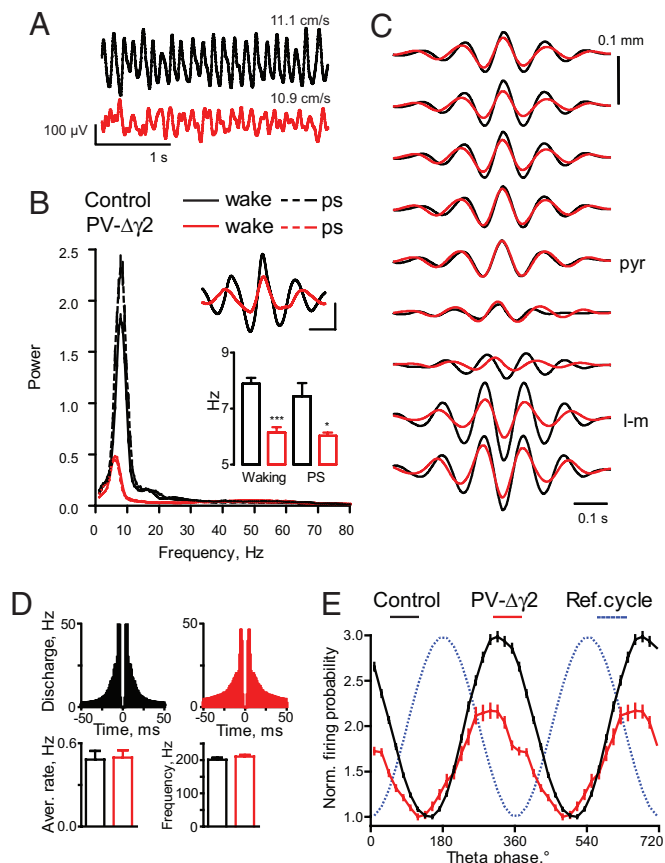 A
11.1 cm/s
10.9 cm/s
100 µV
1 s
B
Control
PV-Δγ2
wake
ps
wake
ps
2.5
2.0
1.5
1.0
0.5
0.0
Power
0 10 20 30 40 50 60 70 80
Frequency, Hz
9
7
5
Hz
***
*
Waking
PS
C
0.1 mm
pyr
l-m
0.1 s
D
Discharge, Hz
50
25
0
-50 0 50
Time, ms
-50 0 50
Time, ms
Aver. rate, Hz
0.6
0.0
Frequency, Hz
200
100
0
E
Control
PV-Δγ2
Ref.cycle
Norm. firing probability
3.0
2.5
2.0
1.5
1.0
0 180 360 540 720
Theta phase,°